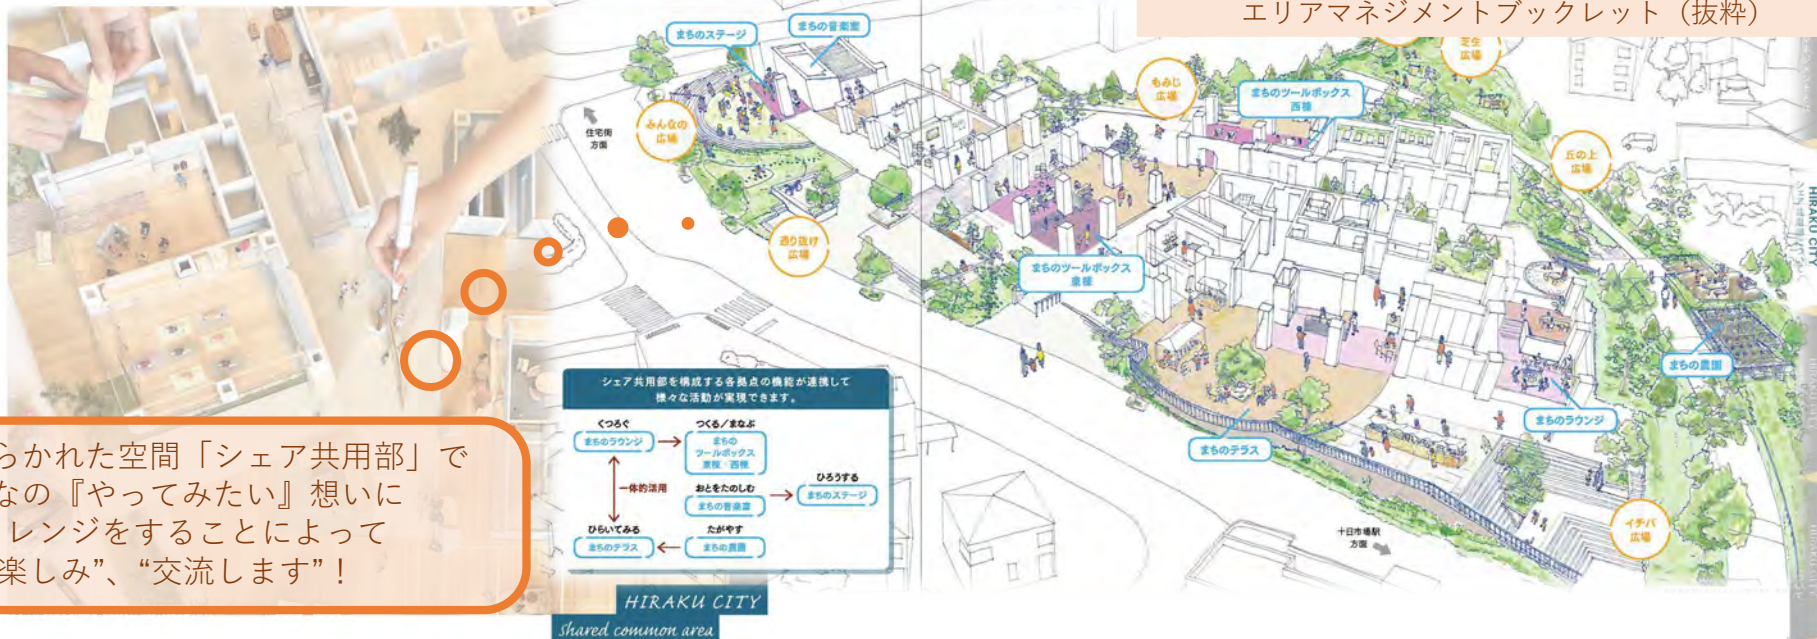 エリアマネジメントブックレット（抜粋）
まちのステージ
まちの音楽室
みんなの
広場
住宅街
方面
通り抜け
広場
もみじ
広場
まちのツールボックス
西棟
芝生
広場
丘の上
広場
まちのツールボックス
東棟
まちの農園
まちのラウンジ
まちのテラス
イチバ
広場
十日市場駅
方面
HIRAKU CITY
シェア共用部を構成する各拠点の機能が連携して
様々な活動が実現できます。
くつろぐ
まちのラウンジ
つくる／まなぶ
まちの
ツールボックス
東棟・西棟
一体的活用
おとをたのしむ
まちの音楽室
ひろうする
まちのステージ
ひらいてみる
まちのテラス
たがやす
まちの農園
らかれた空間「シェア共用部」で
なの『やってみたい』想いに
レンジをすることによって
楽しみ”、“交流します”！
HIRAKU CITY
shared common area